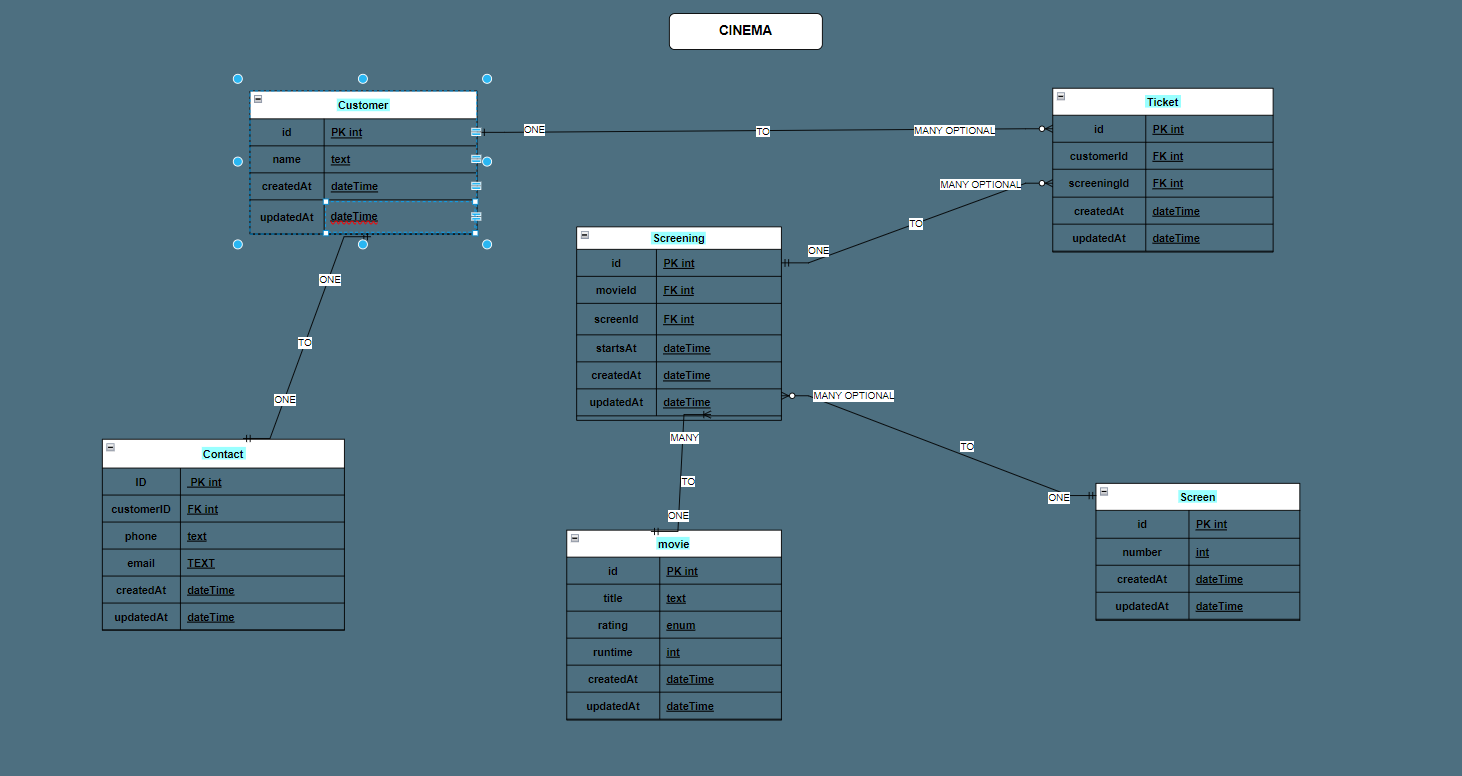 CINEMA
Customer
id PK int
name text
createdAt dateTime
updatedAt dateTime
ONE TO MANY OPTIONAL
Ticket
id PK int
customerId FK int
screeningId FK int
createdAt dateTime
updatedAt dateTime
MANY OPTIONAL
TO
ONE
Screening
id PK int
movieId FK int
screenId FK int
startsAt dateTime
createdAt dateTime
updatedAt dateTime
ONE
TO
ONE
MANY OPTIONAL
TO
ONE
MANY
TO
ONE
Contact
ID PK int
customerID FK int
phone text
email TEXT
createdAt dateTime
updatedAt dateTime
movie
id PK int
title text
rating enum
runtime int
createdAt dateTime
updatedAt dateTime
Screen
id PK int
number int
createdAt dateTime
updatedAt dateTime